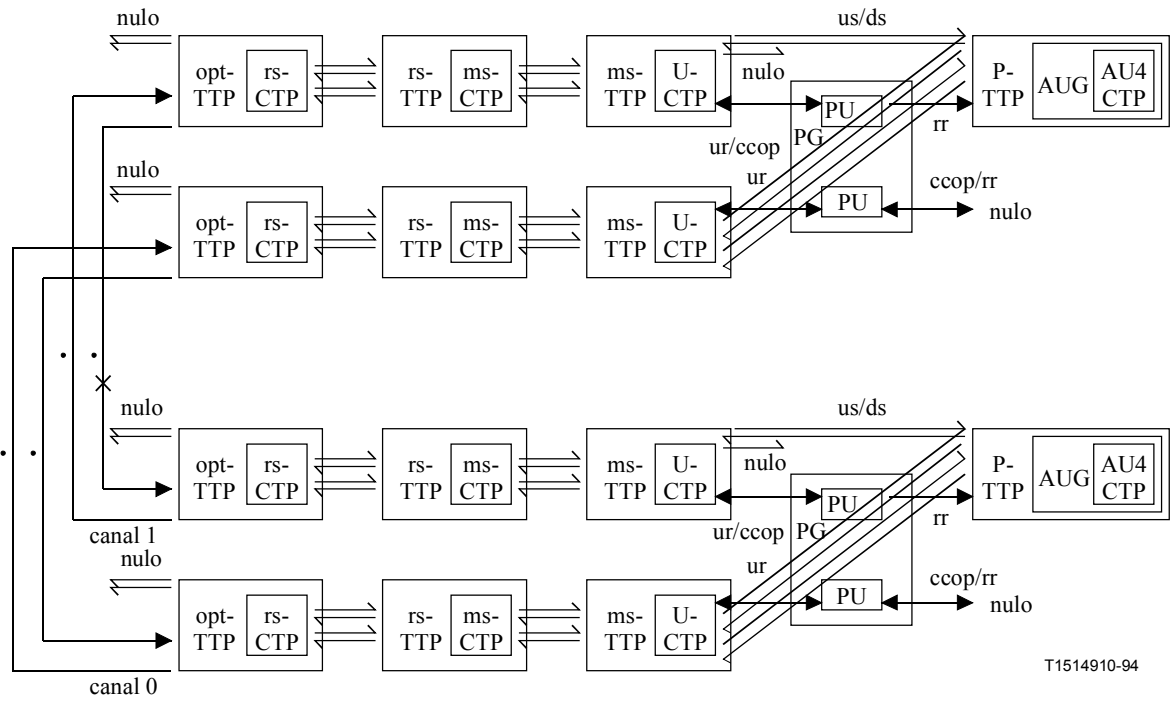 nulo
us/ds
opt-
TTP
rs-
CTP
rs-
TTP
ms-
CTP
ms-
TTP
U-
CTP
nulo
P-
TTP
AUG
AU4
CTP
PU
PG
rr
ur/ccop
ur
nulo
ccop/rr
opt-
TTP
rs-
CTP
rs-
TTP
ms-
CTP
ms-
TTP
U-
CTP
PU
nulo
nulo
us/ds
opt-
TTP
rs-
CTP
rs-
TTP
ms-
CTP
ms-
TTP
U-
CTP
nulo
P-
TTP
AUG
AU4
CTP
PU
canal 1
ur/ccop
PG
rr
nulo
ur
ccop/rr
opt-
TTP
rs-
CTP
rs-
TTP
ms-
CTP
ms-
TTP
U-
CTP
PU
nulo
canal 0
T1514910-94